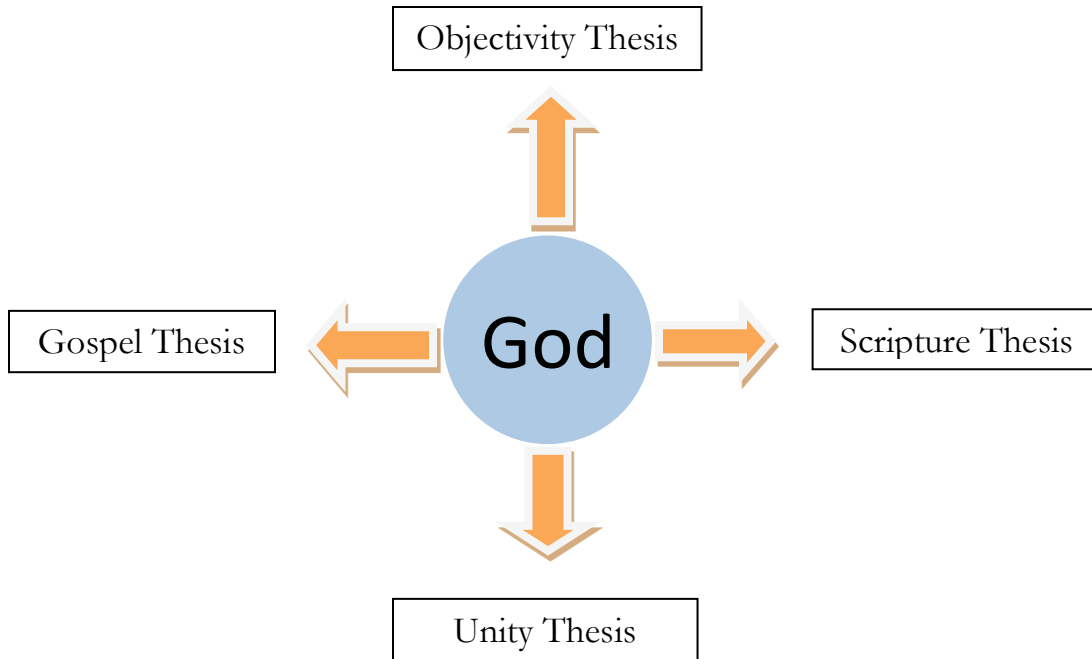 Objectivity Thesis
Gospel Thesis
God
Scripture Thesis
Unity Thesis